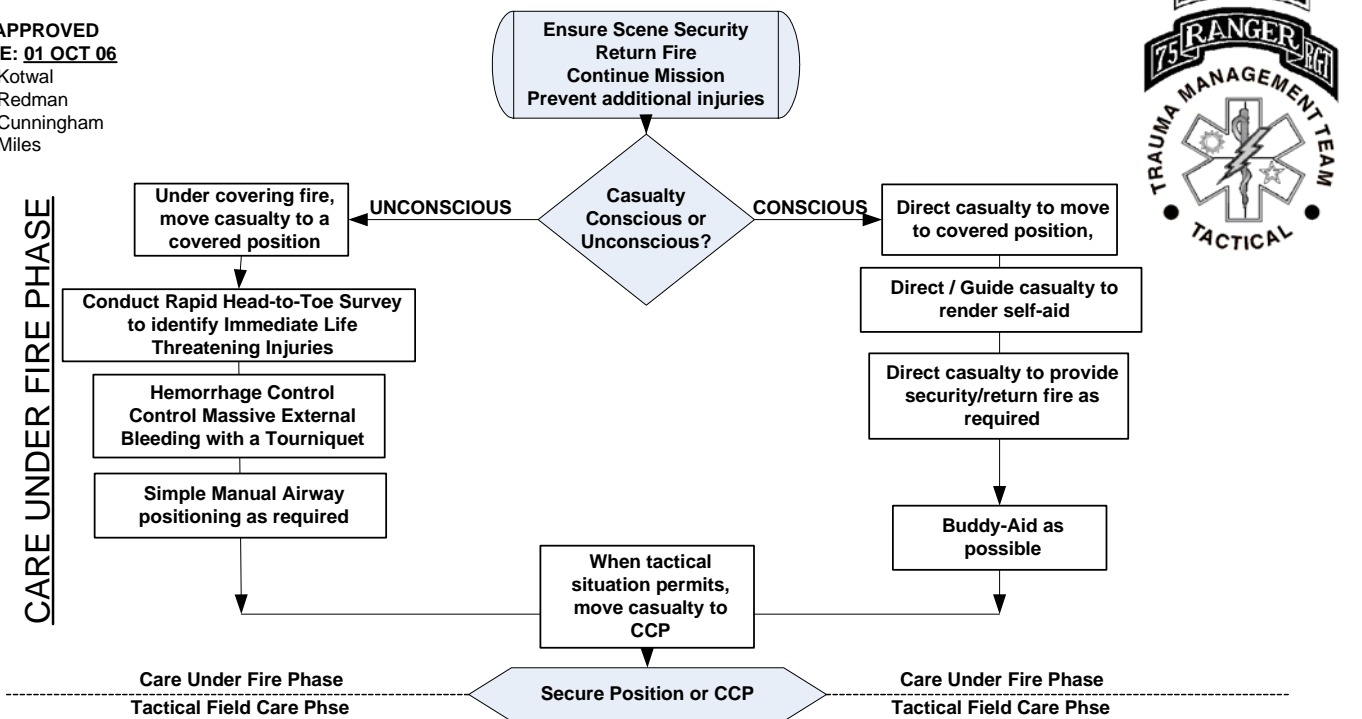 APPROVED
E: 01 OCT 06
Kotwal
Redman
Cunningham
Miles
Ensure Scene Security
Return Fire
Continue Mission
Prevent additional injuries
75 RANGER RGT
TRAUMA MANAGEMENT TEAM
TACTICAL
CARE UNDER FIRE PHASE
Casualty
Conscious or
Unconscious?
UNCONSCIOUS
CONSCIOUS
Under covering fire,
move casualty to a
covered position
Conduct Rapid Head-to-Toe Survey
to identify Immediate Life
Threatening Injuries
Hemorrhage Control
Control Massive External
Bleeding with a Tourniquet
Simple Manual Airway
positioning as required
Direct casualty to move
to covered position,
Direct / Guide casualty to
render self-aid
Direct casualty to provide
security/return fire as
required
Buddy-Aid as
possible
When tactical
situation permits,
move casualty to
CCP
Care Under Fire Phase
Tactical Field Care Phse
Secure Position or CCP
Care Under Fire Phase
Tactical Field Care Phse